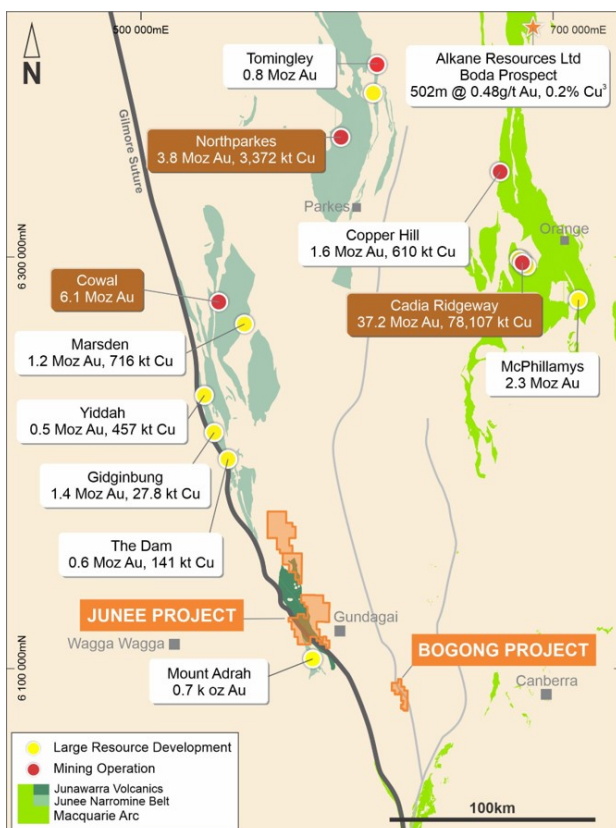 500 000mE
700 000mE
N
Tomingley
0.8 Moz Au
Alkane Resources Ltd
Boda Prospect
502m @ 0.48g/t Au, 0.2% Cu³
Gilmore Suture
Northparkes
3.8 Moz Au, 3,372 kt Cu
Parkes
Copper Hill
1.6 Moz Au, 610 kt Cu
Orange
6 300 000mN
Cowal
6.1 Moz Au
Cadia Ridgeway
37.2 Moz Au, 78,107 kt Cu
Marsden
1.2 Moz Au, 716 kt Cu
McPhillamys
2.3 Moz Au
Yiddah
0.5 Moz Au, 457 kt Cu
Gidginbung
1.4 Moz Au, 27.8 kt Cu
The Dam
0.6 Moz Au, 141 kt Cu
JUNEE PROJECT
Gundagai
Wagga Wagga
BOGONG PROJECT
Mount Adrah
0.7 k oz Au
6 100 000mN
Canberra
Large Resource Development
Mining Operation
Junawarra Volcanics
Junee Narromine Belt
Macquarie Arc
100km